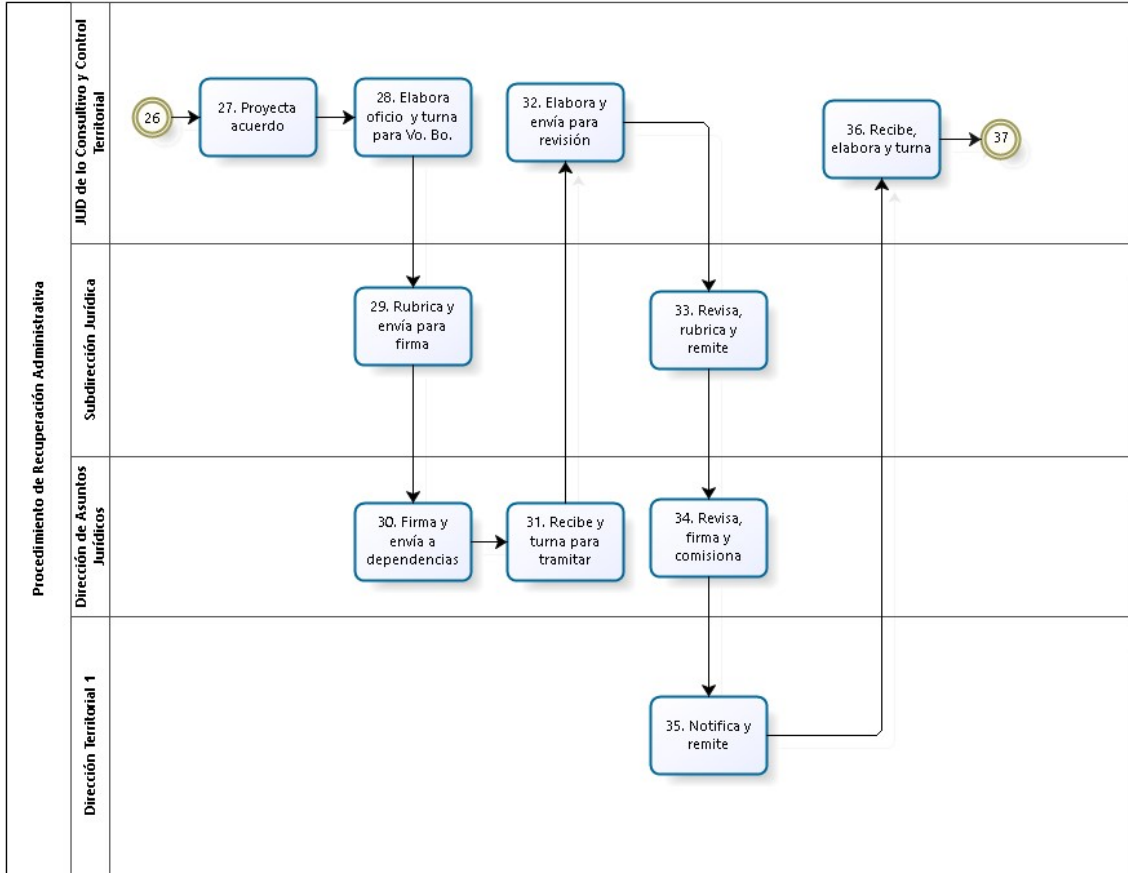 Procedimiento de Recuperación Administrativa
JUD de lo Consultivo y Control
Territorial
26
27. Proyecta
acuerdo
28. Elabora
oficio y turna
para Vo. Bo.
32. Elabora y
envía para
revisión
36. Recibe,
elabora y turna
37
Subdirección Jurídica
29. Rubrica y
envía para
firma
33. Revisa,
rubrica y
remite
Dirección de Asuntos
Jurídicos
30. Firma y
envía a
dependencias
31. Recibe y
turna para
tramitar
34. Revisa,
firma y
comisiona
Dirección Territorial 1
35. Notifica y
remite